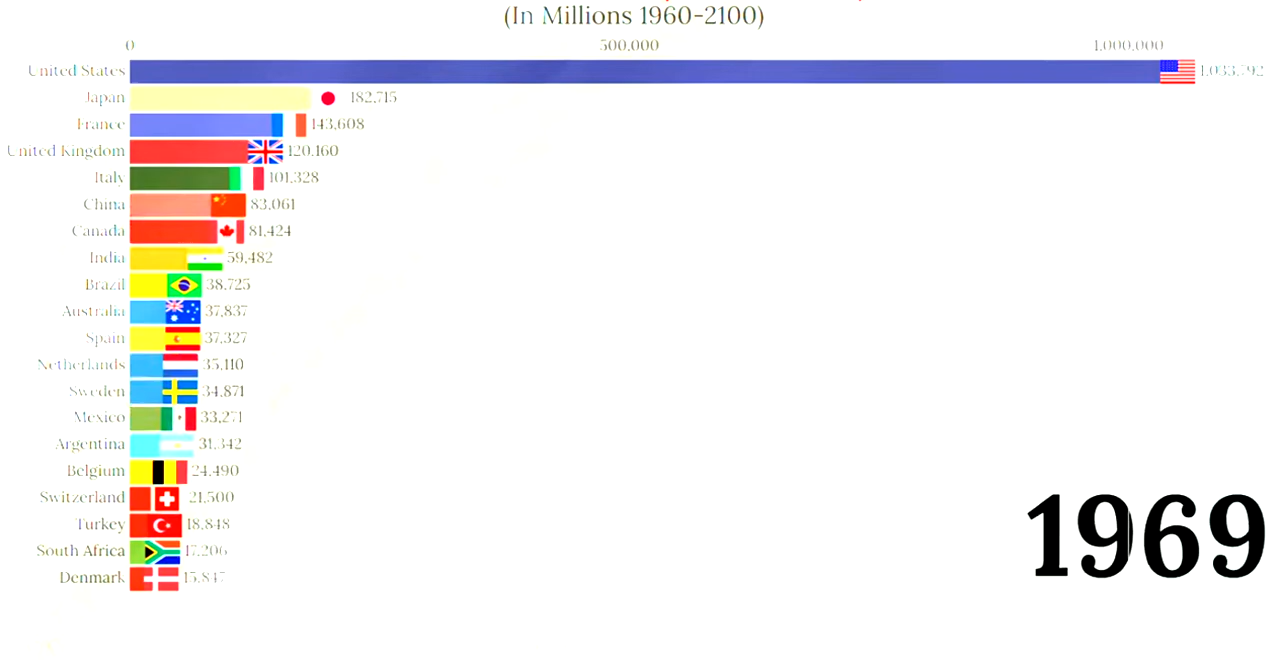 (In Millions 1960-2100)
0 500,000 1,000,000
United States 1,033,792
Japan 182,715
France 143,608
United Kingdom 120,160
Italy 101,328
China 83,061
Canada 81,424
India 59,482
Brazil 38,725
Australia 37,837
Spain 37,327
Netherlands 35,110
Sweden 34,871
Mexico 33,271
Argentina 31,342
Belgium 24,490
Switzerland 21,500
Turkey 18,848
South Africa 17,206
Denmark 15,847
1969